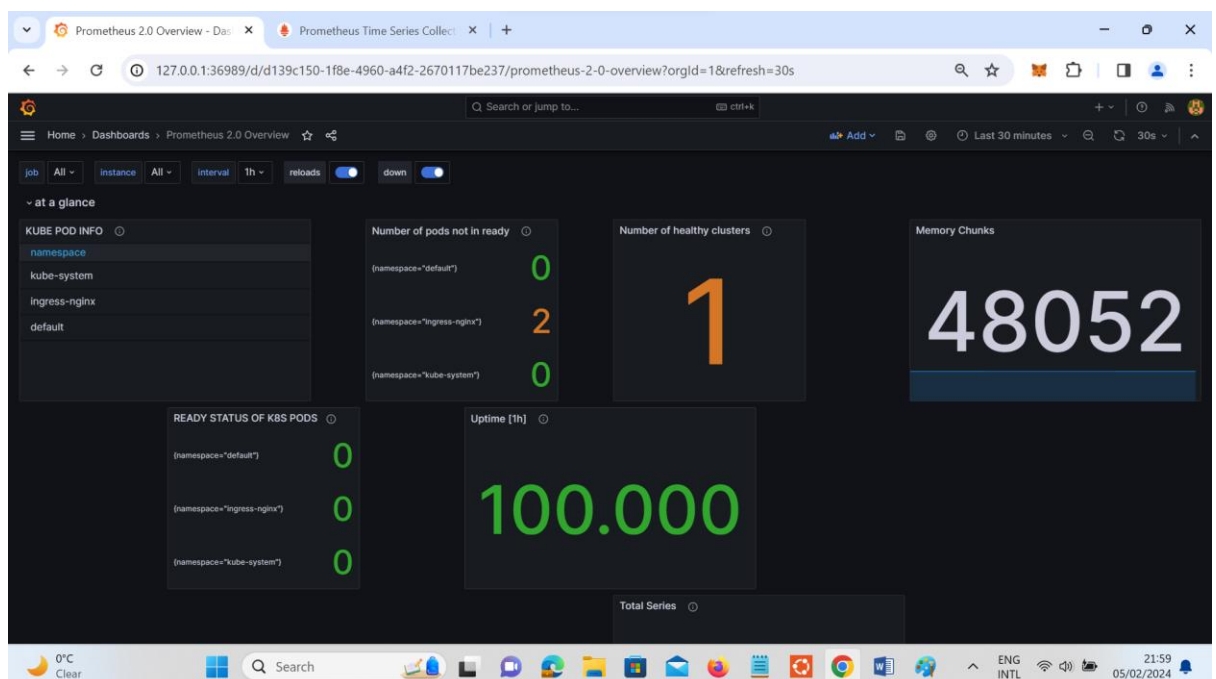 Prometheus 2.0 Overview - Das
Prometheus Time Series Collect
127.0.0.1:36989/d/d139c150-1f8e-4960-a4f2-2670117be237/prometheus-2-0-overview?orgId=1&refresh=30s
Search or jump to...
ctrl+k
Home › Dashboards › Prometheus 2.0 Overview
Add
Last 30 minutes
30s
job All instance All interval 1h reloads down
at a glance
KUBE POD INFO
namespace
kube-system
ingress-nginx
default
Number of pods not in ready
{namespace="default"} 0
{namespace="ingress-nginx"} 2
{namespace="kube-system"} 0
Number of healthy clusters
1
Memory Chunks
48052
READY STATUS OF K8S PODS
{namespace="default"} 0
{namespace="ingress-nginx"} 0
{namespace="kube-system"} 0
Uptime [1h]
100.000
Total Series
0°C
Clear
Search
ENG
INTL
21:59
05/02/2024